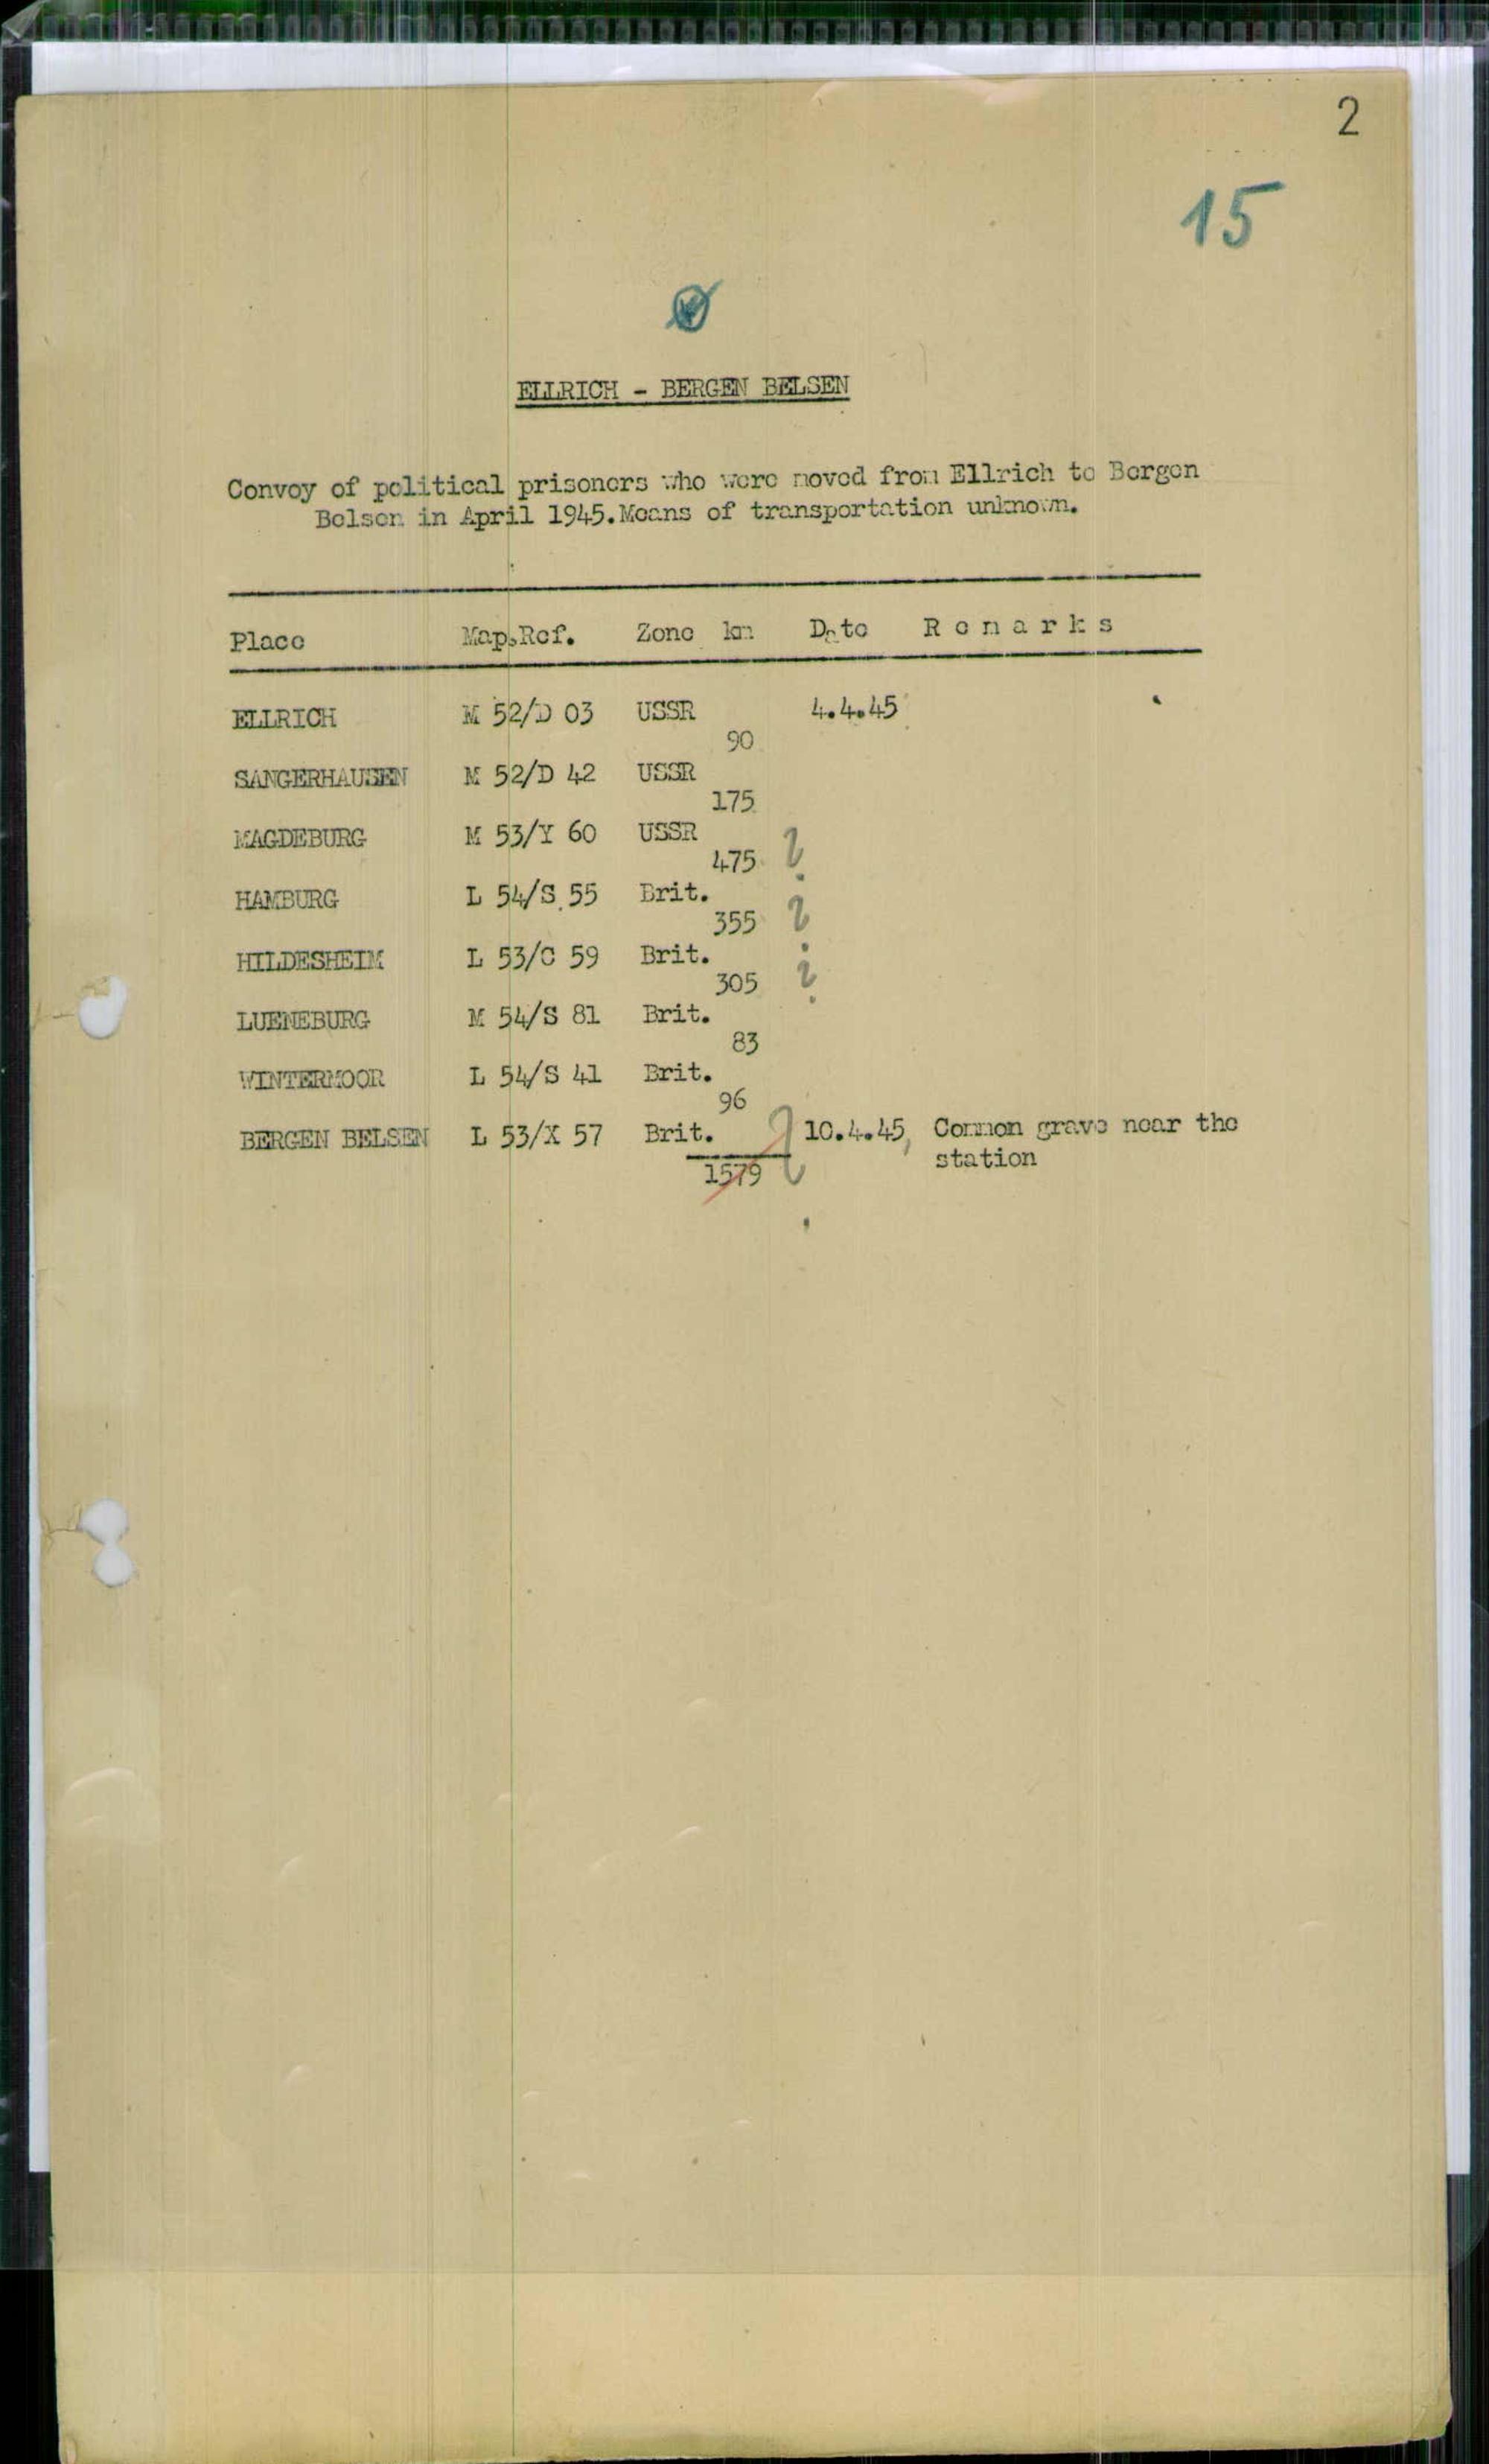 2
15
ELLRICH - BERGEN BELSEN
Convoy of political prisoners who were moved from Ellrich to Bergen
Belsen in April 1945.Means of transportation unknown.
Place Map.Ref. Zone km Date R e m a r k s
ELLRICH M 52/D 03 USSR 4.4.45
90
SANGERHAUSEN M 52/D 42 USSR
175
MAGDEBURG M 53/Y 60 USSR
475 ?
HAMBURG L 54/S 55 Brit.
355 ?
HILDESHEIM L 53/C 59 Brit.
305 ?
LUENEBURG M 54/S 81 Brit.
83
WINTERMOOR L 54/S 41 Brit.
96
BERGEN BELSEN L 53/X 57 Brit. ? 10.4.45, Common grave near the
station
1579